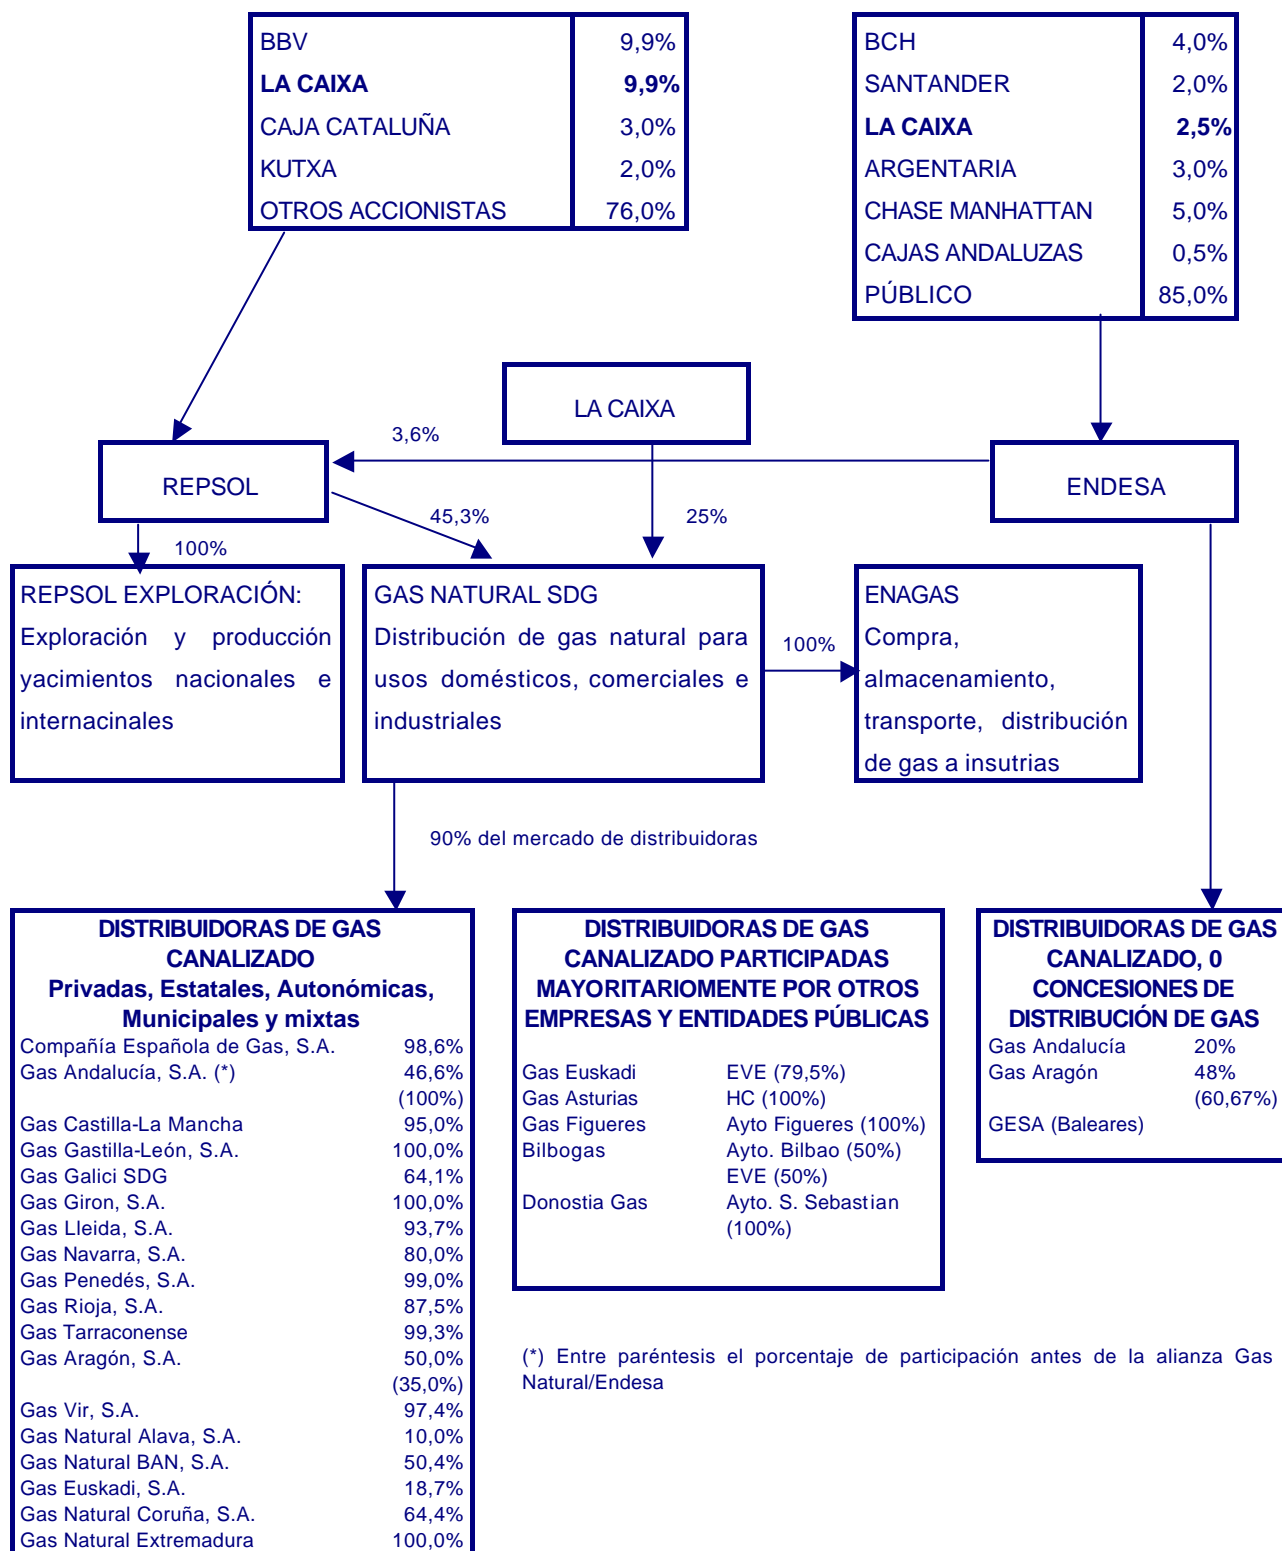 BBV 9,9%
LA CAIXA 9,9%
CAJA CATALUÑA 3,0%
KUTXA 2,0%
OTROS ACCIONISTAS 76,0%
BCH 4,0%
SANTANDER 2,0%
LA CAIXA 2,5%
ARGENTARIA 3,0%
CHASE MANHATTAN 5,0%
CAJAS ANDALUZAS 0,5%
PÚBLICO 85,0%
LA CAIXA
3,6%
REPSOL
ENDESA
45,3%
25%
100%
REPSOL EXPLORACIÓN:
Exploración y producción
yacimientos nacionales e
internacinales
GAS NATURAL SDG
Distribución de gas natural para
usos domésticos, comerciales e
industriales
100%
ENAGAS
Compra,
almacenamiento,
transporte, distribución
de gas a insutrias
90% del mercado de distribuidoras
DISTRIBUIDORAS DE GAS
CANALIZADO
Privadas, Estatales, Autonómicas,
Municipales y mixtas
Compañía Española de Gas, S.A. 98,6%
Gas Andalucía, S.A. (*) 46,6%
(100%)
Gas Castilla-La Mancha 95,0%
Gas Gastilla-León, S.A. 100,0%
Gas Galici SDG 64,1%
Gas Giron, S.A. 100,0%
Gas Lleida, S.A. 93,7%
Gas Navarra, S.A. 80,0%
Gas Penedés, S.A. 99,0%
Gas Rioja, S.A. 87,5%
Gas Tarraconense 99,3%
Gas Aragón, S.A. 50,0%
(35,0%)
Gas Vir, S.A. 97,4%
Gas Natural Alava, S.A. 10,0%
Gas Natural BAN, S.A. 50,4%
Gas Euskadi, S.A. 18,7%
Gas Natural Coruña, S.A. 64,4%
Gas Natural Extremadura 100,0%
DISTRIBUIDORAS DE GAS
CANALIZADO PARTICIPADAS
MAYORITARIOMENTE POR OTROS
EMPRESAS Y ENTIDADES PÚBLICAS
Gas Euskadi EVE (79,5%)
Gas Asturias HC (100%)
Gas Figueres Ayto Figueres (100%)
Bilbogas Ayto. Bilbao (50%)
EVE (50%)
Donostia Gas Ayto. S. Sebastian
(100%)
DISTRIBUIDORAS DE GAS
CANALIZADO, 0
CONCESIONES DE
DISTRIBUCIÓN DE GAS
Gas Andalucía 20%
Gas Aragón 48%
(60,67%)
GESA (Baleares)
(*) Entre paréntesis el porcentaje de participación antes de la alianza Gas
Natural/Endesa